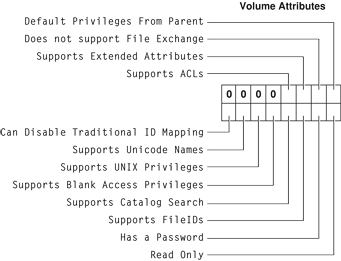 Volume Attributes
Default Privileges From Parent
Does not support File Exchange
Supports Extended Attributes
Supports ACLs
0 0 0 0
Can Disable Traditional ID Mapping
Supports Unicode Names
Supports UNIX Privileges
Supports Blank Access Privileges
Supports Catalog Search
Supports FileIDs
Has a Password
Read Only